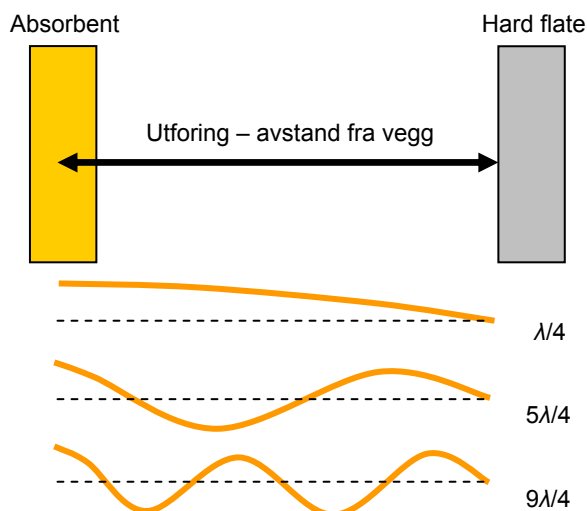 Absorbent
Hard flate
Utforing – avstand fra vegg
λ/4
5λ/4
9λ/4